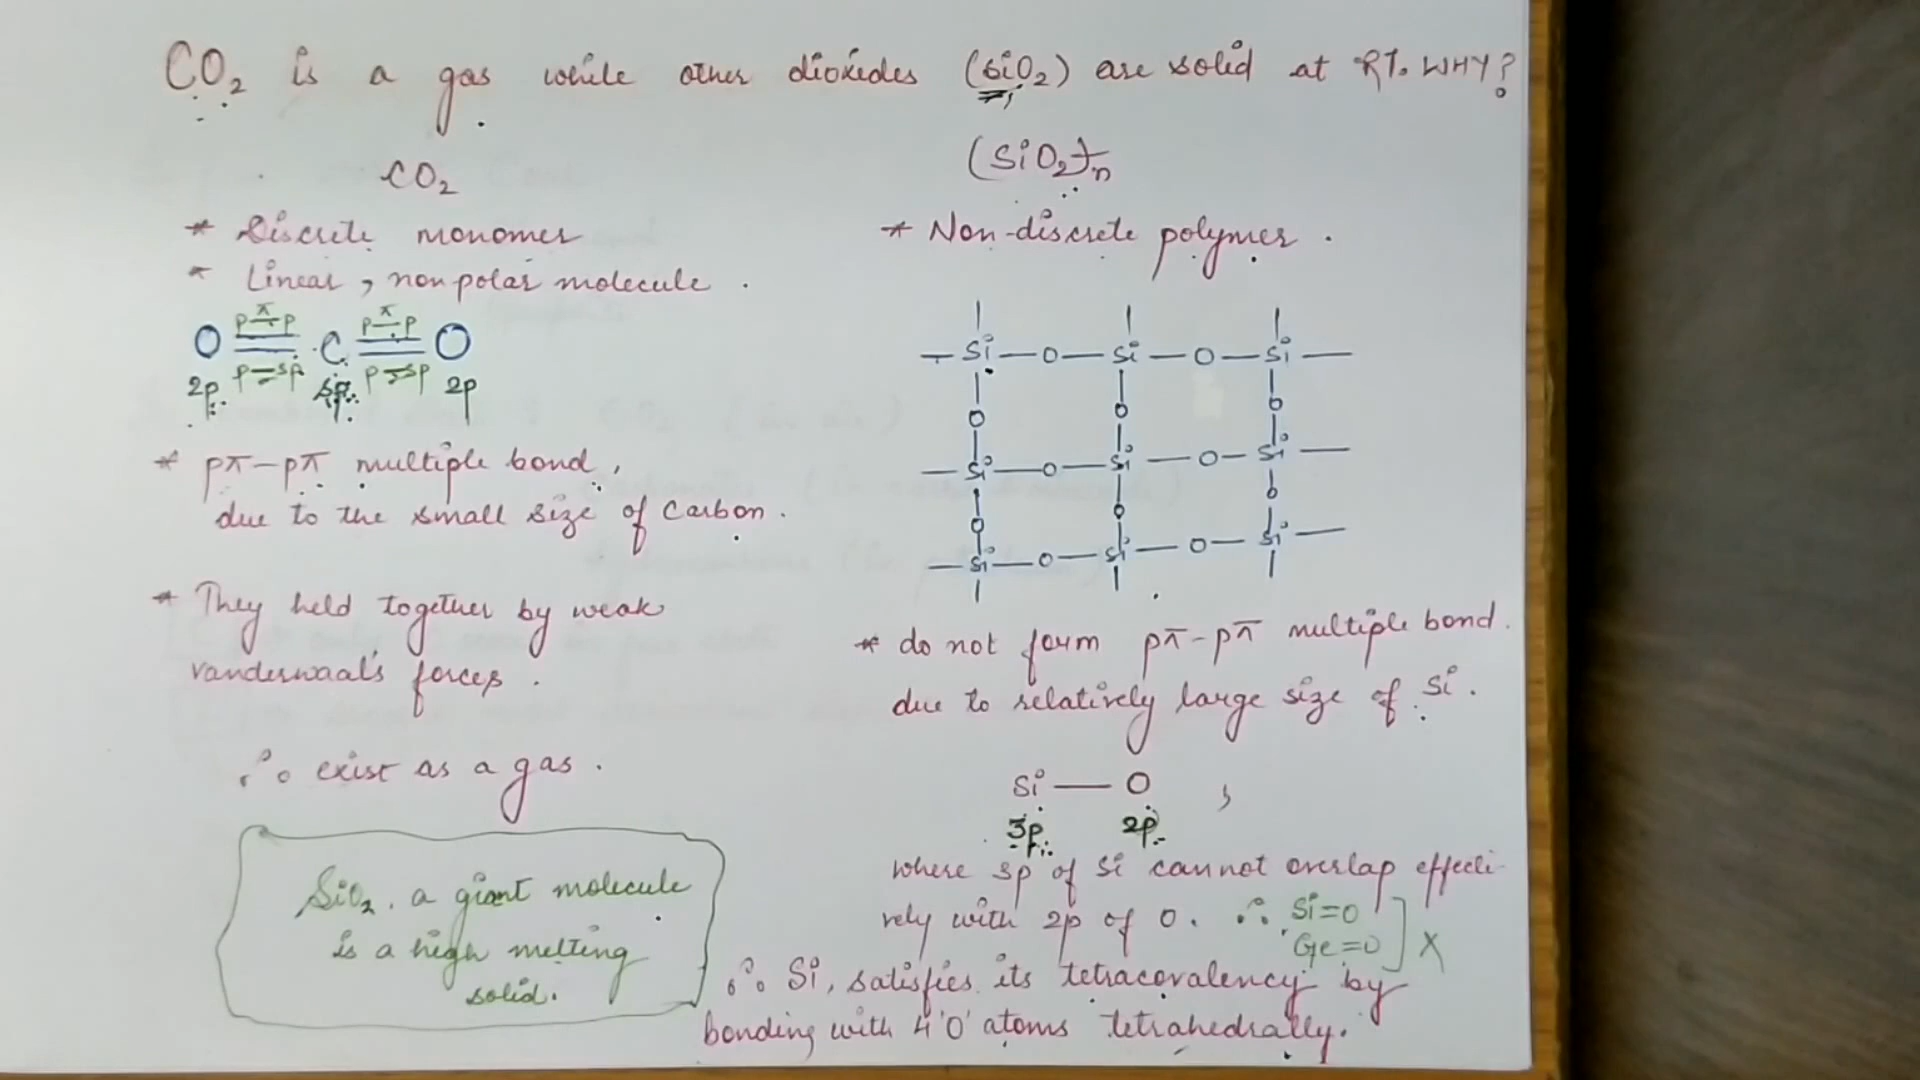 CO2 is a gas while other dioxides (SiO2) are solid at RT. WHY?
CO2
* Discrete monomer
* Linear, nonpolar molecule.
p π p p π p
O = C = O
p-sp p-sp
2p sp 2p
* pπ-pπ multiple bond,
due to the small size of Carbon.
* They held together by weak
vanderwaal's forces.
∴ exist as a gas.
SiO2, a giant molecule
is a high melting
solid.
(SiO2)n
* Non-discrete polymer.
– Si – O – Si – O – Si –
O O O
– Si – O – Si – O – Si –
O O O
– Si – O – Si – O – Si –
* do not form pπ-pπ multiple bond.
due to relatively large size of Si.
Si — O ,
3p 2p
where 3p of Si cannot overlap effecti-
vely with 2p of O. ∴ Si=O
Ge=O ] X
∴ Si, satisfies its tetracovalency by
bonding with 4 'O' atoms tetrahedrally.